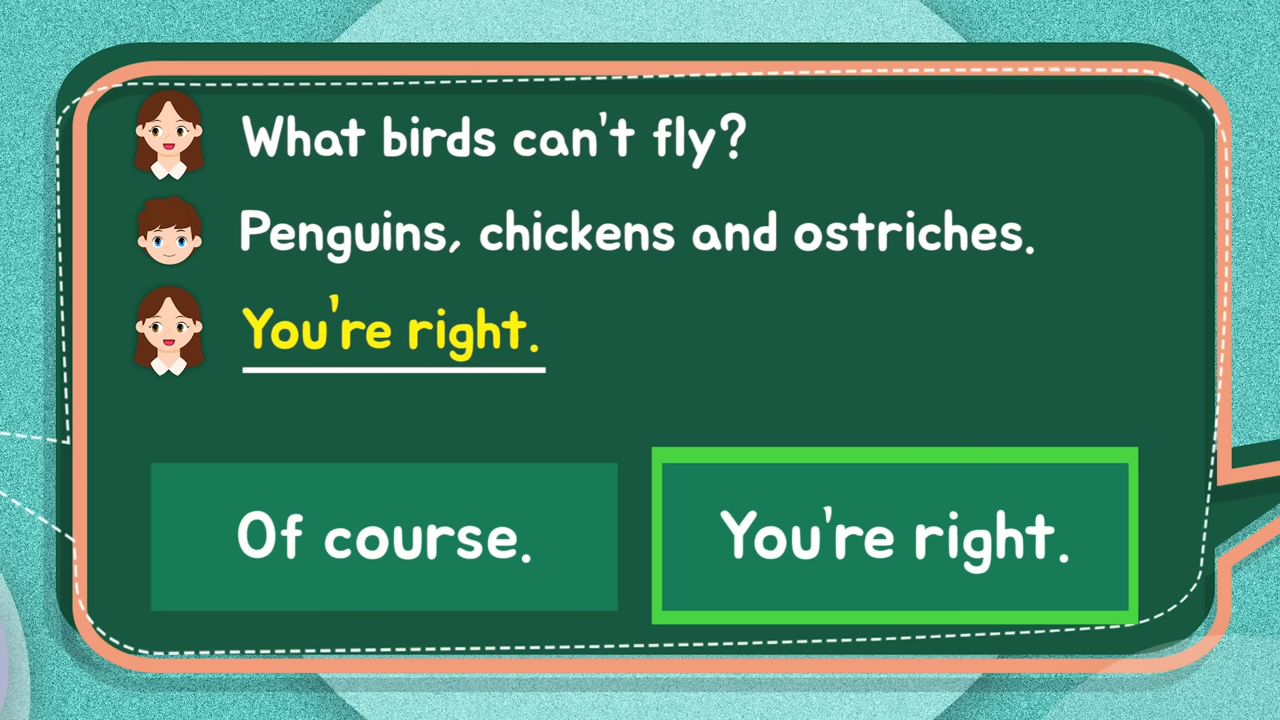 What birds can't fly?
Penguins, chickens and ostriches.
You're right.
Of course.
You're right.